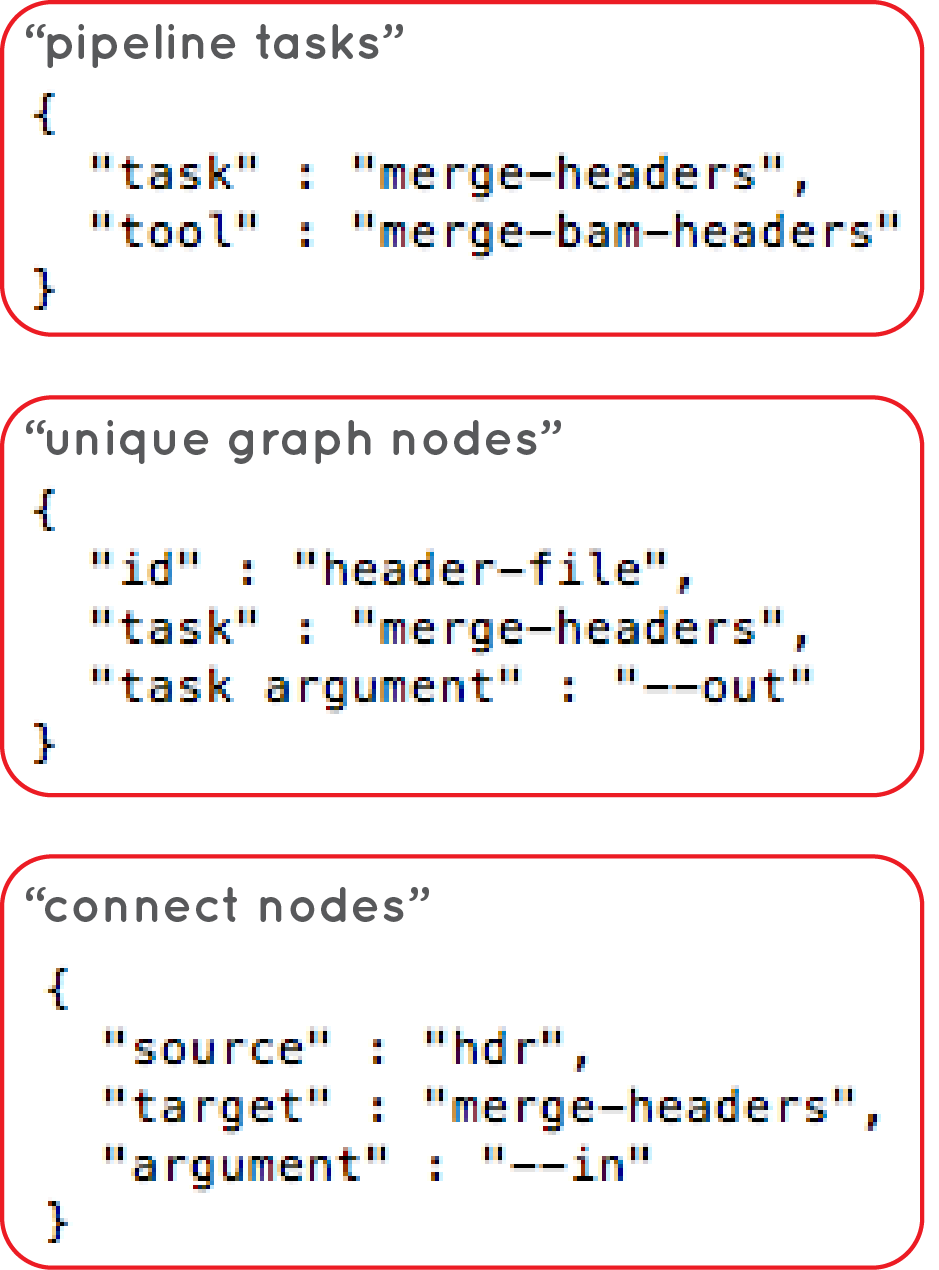 “pipeline tasks”
{
"task" : "merge-headers",
"tool" : "merge-bam-headers"
}
“unique graph nodes”
{
"id" : "header-file",
"task" : "merge-headers",
"task argument" : "--out"
}
“connect nodes”
{
"source" : "hdr",
"target" : "merge-headers",
"argument" : "--in"
}